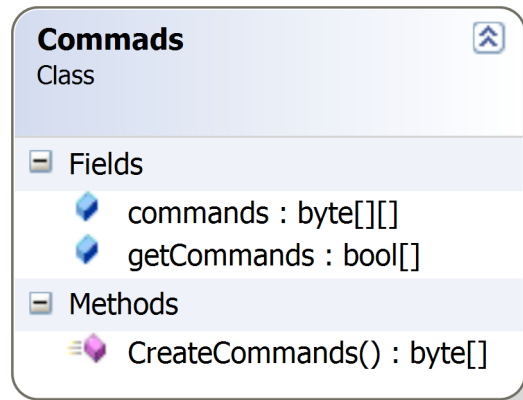 Commads
Class
Fields
commands : byte[][]
getCommands : bool[]
Methods
CreateCommands() : byte[]